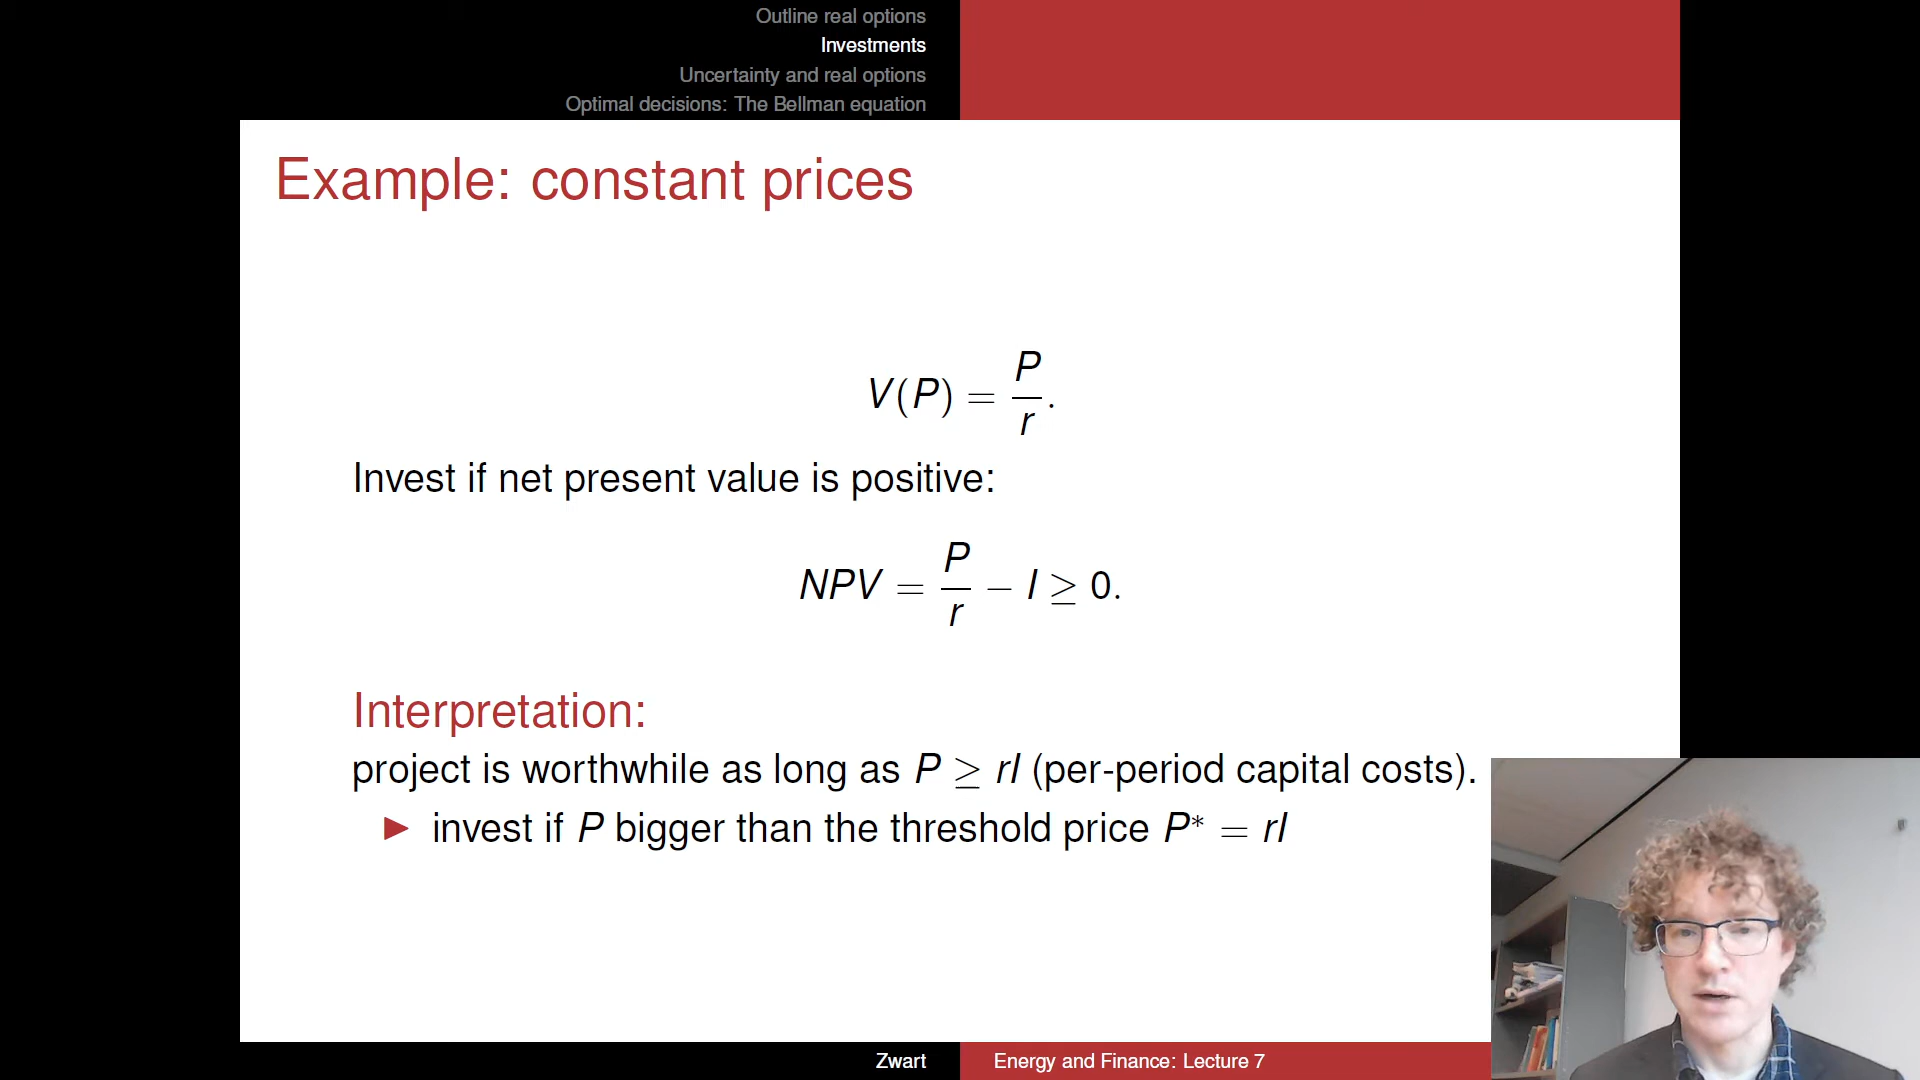 Outline real options
Investments
Uncertainty and real options
Optimal decisions: The Bellman equation
Example: constant prices
V(P) = P/r.
Invest if net present value is positive:
NPV = P/r − I ≥ 0.
Interpretation:
project is worthwhile as long as P ≥ rI (per-period capital costs).
▶ invest if P bigger than the threshold price P* = rI
Zwart
Energy and Finance: Lecture 7